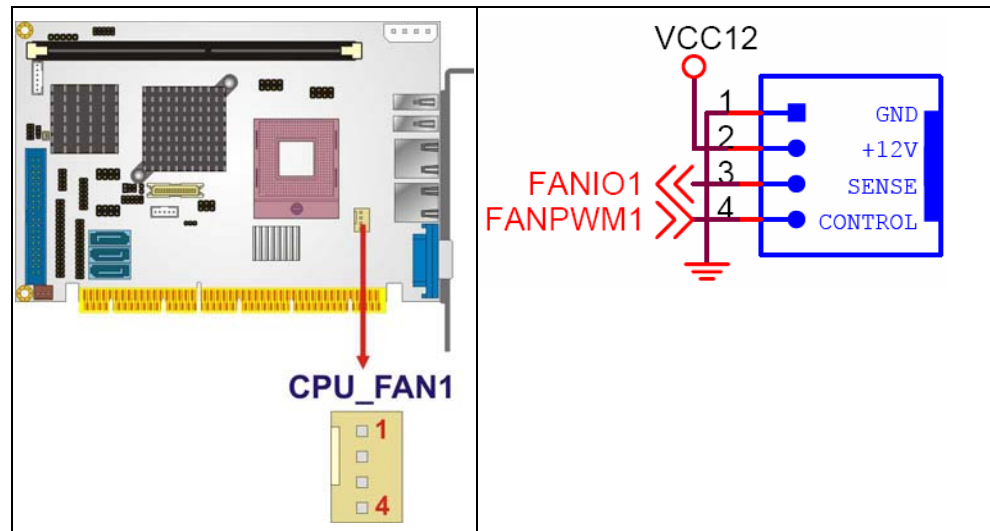 CPU_FAN1
1
4
VCC12
1
GND
2
+12V
FANIO1
3
SENSE
FANPWM1
4
CONTROL